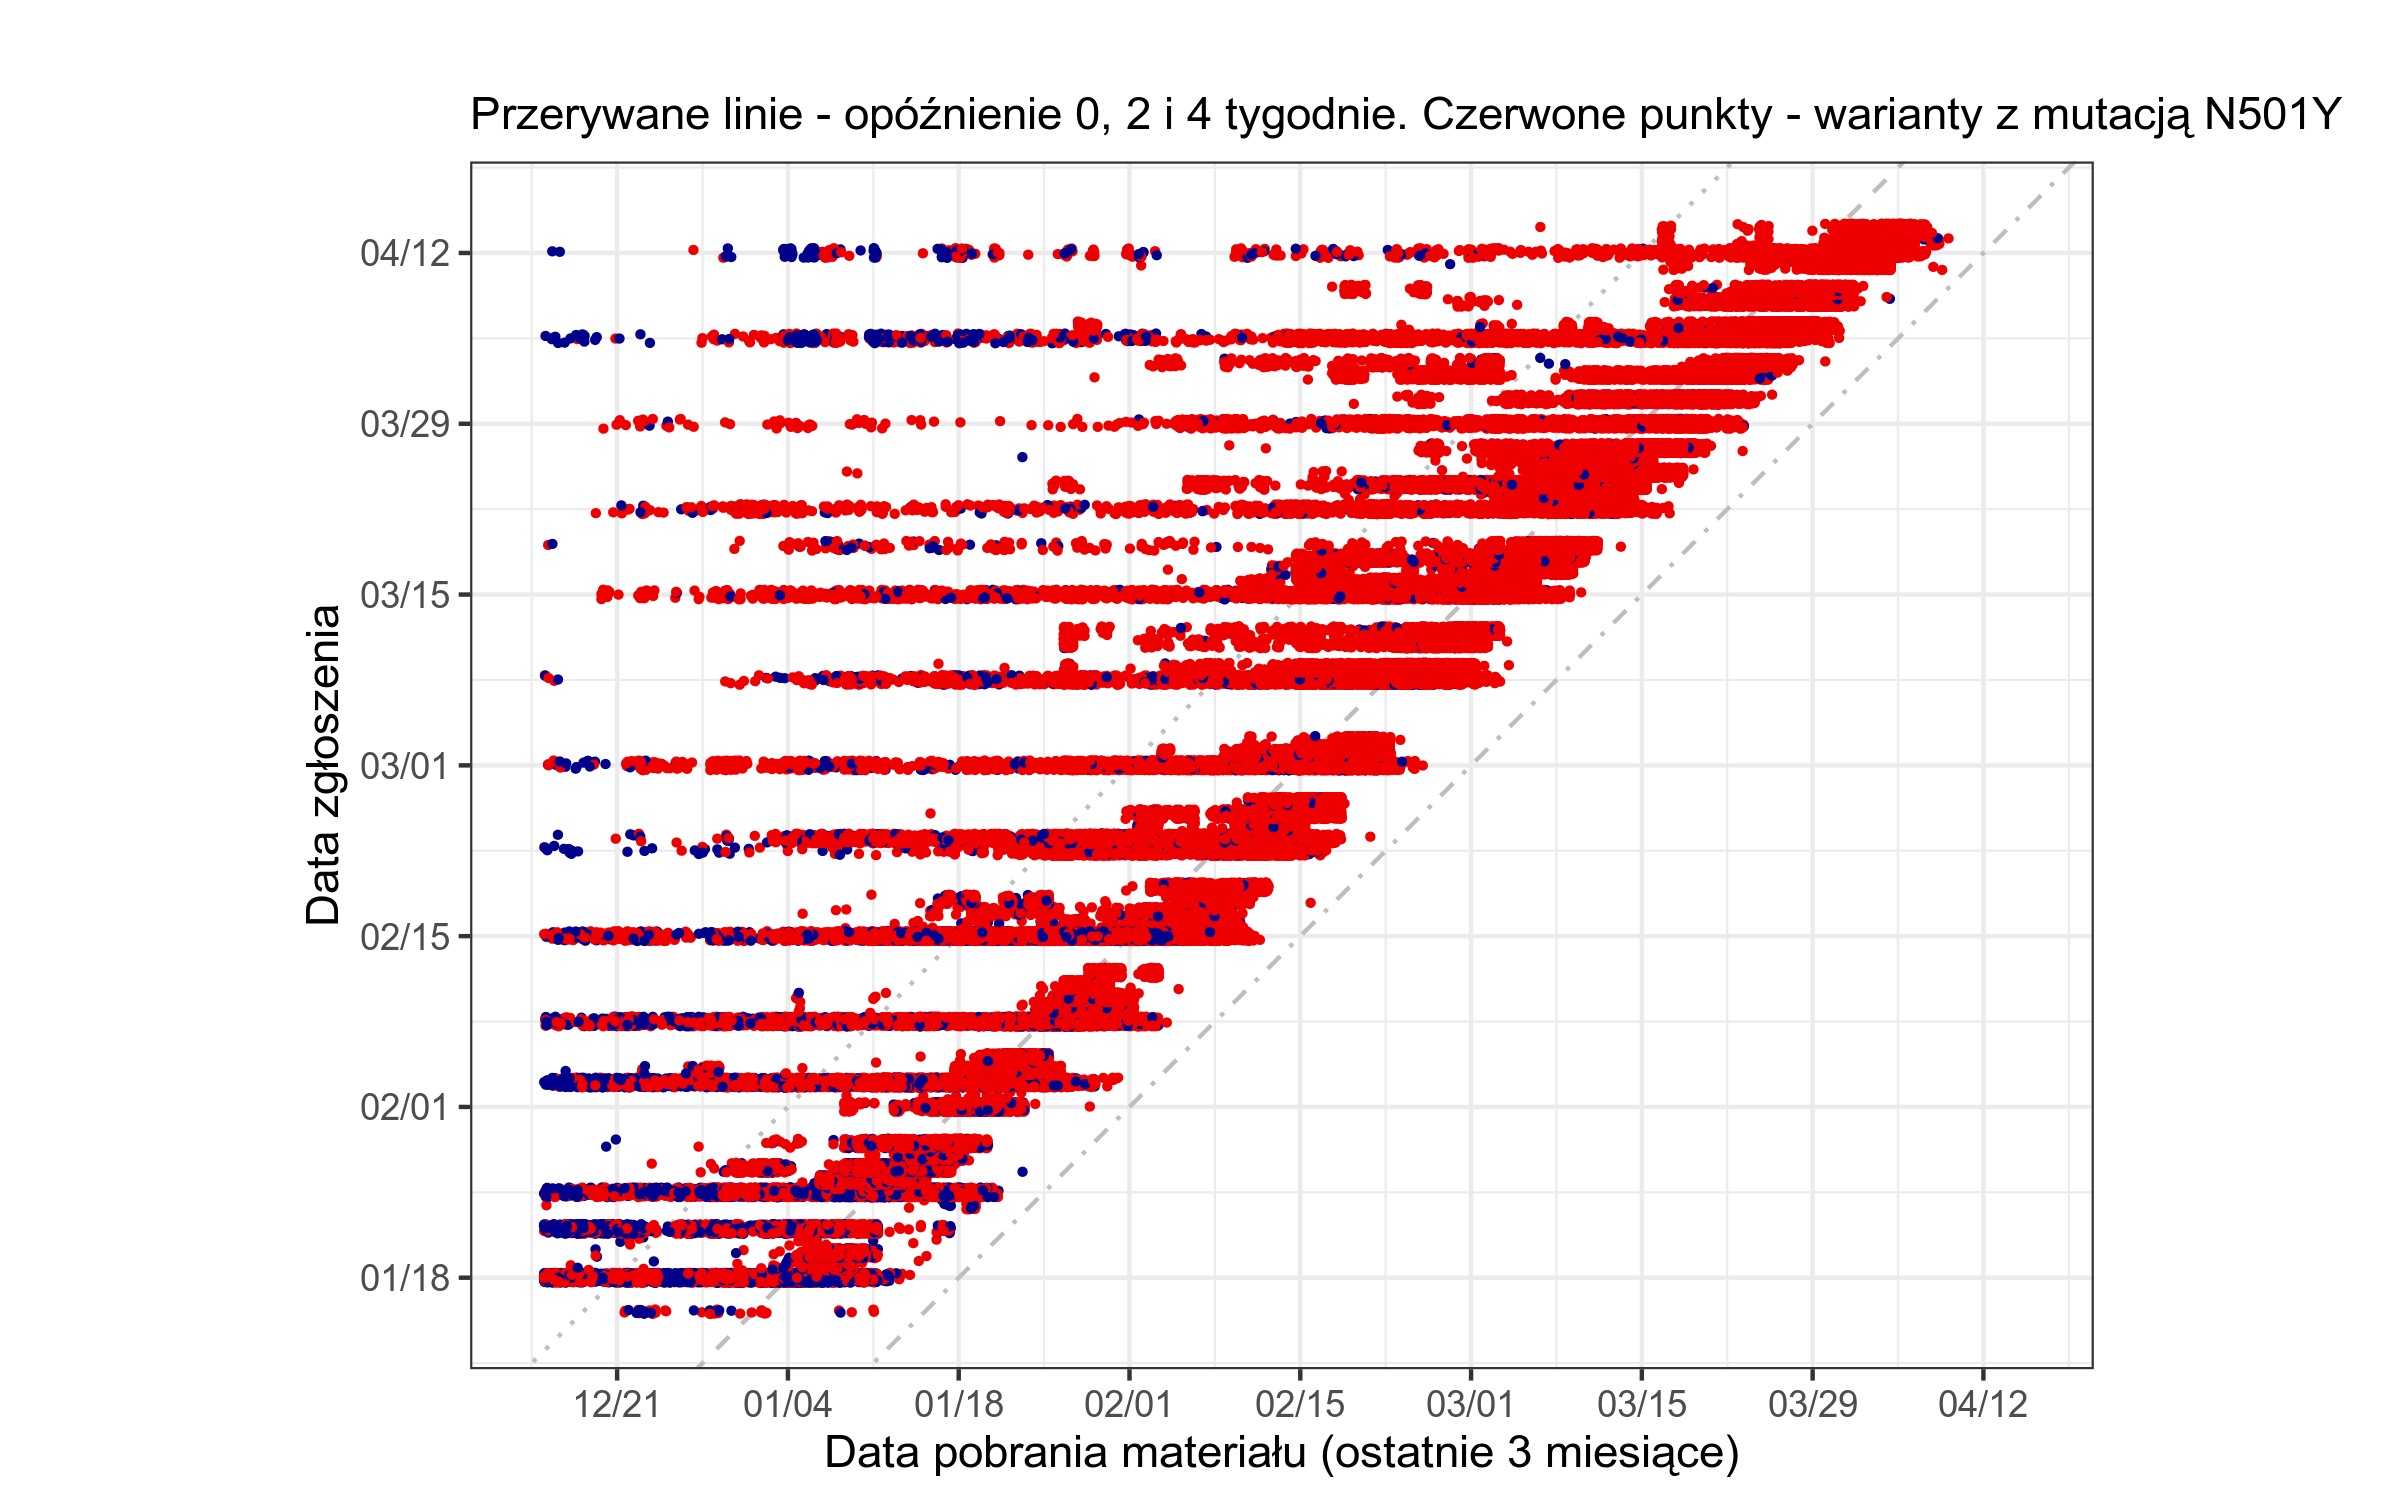 Przerywane linie - opóźnienie 0, 2 i 4 tygodnie. Czerwone punkty - warianty z mutacją N501Y
Data zgłoszenia
04/12
03/29
03/15
03/01
02/15
02/01
01/18
12/21 01/04 01/18 02/01 02/15 03/01 03/15 03/29 04/12
Data pobrania materiału (ostatnie 3 miesiące)